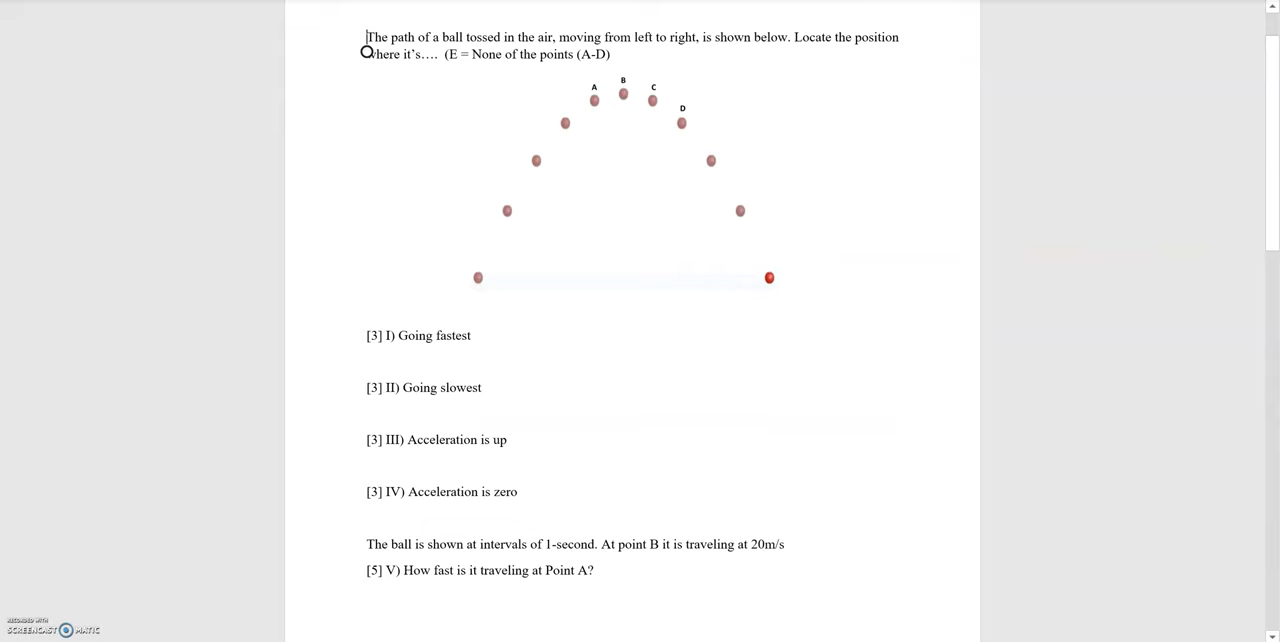 The path of a ball tossed in the air, moving from left to right, is shown below. Locate the position
where it's…. (E = None of the points (A-D)
B
A
C
D
[3] I) Going fastest
[3] II) Going slowest
[3] III) Acceleration is up
[3] IV) Acceleration is zero
The ball is shown at intervals of 1-second. At point B it is traveling at 20m/s
[5] V) How fast is it traveling at Point A?
RECORDED WITH
SCREENCAST MATIC